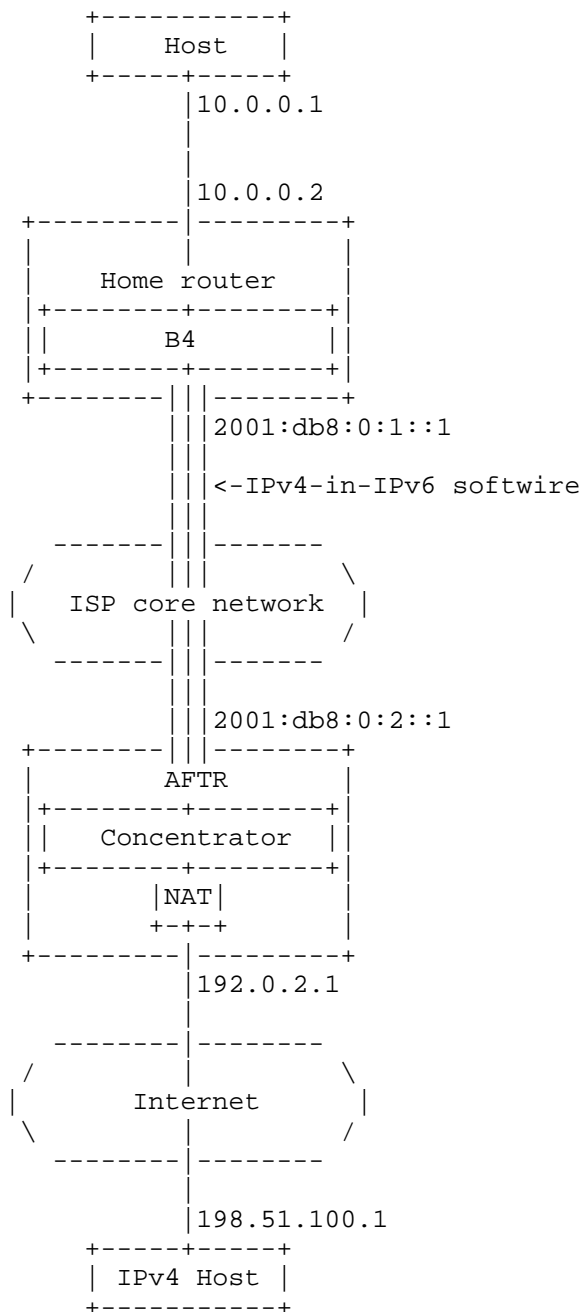 Host
10.0.0.1
10.0.0.2
Home router
B4
2001:db8:0:1::1
<-IPv4-in-IPv6 softwire
ISP core network
2001:db8:0:2::1
AFTR
Concentrator
NAT
192.0.2.1
Internet
198.51.100.1
IPv4 Host